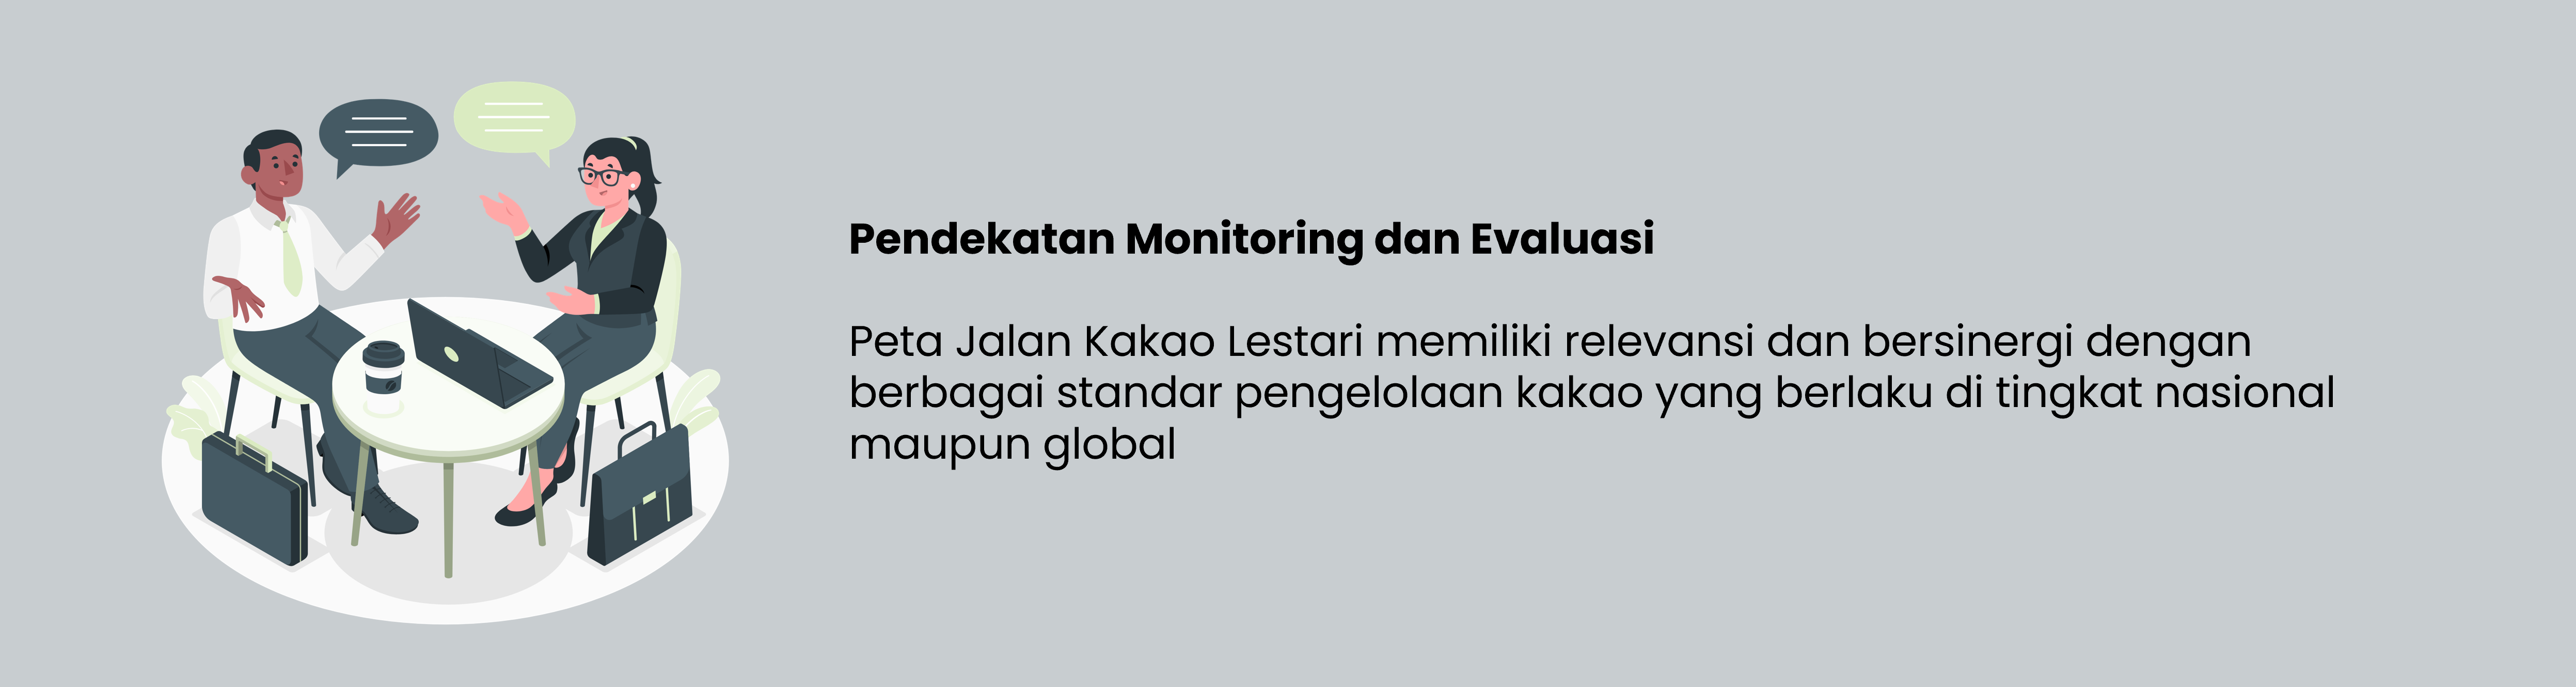 Pendekatan Monitoring dan Evaluasi
Peta Jalan Kakao Lestari memiliki relevansi dan bersinergi dengan
berbagai standar pengelolaan kakao yang berlaku di tingkat nasional
maupun global